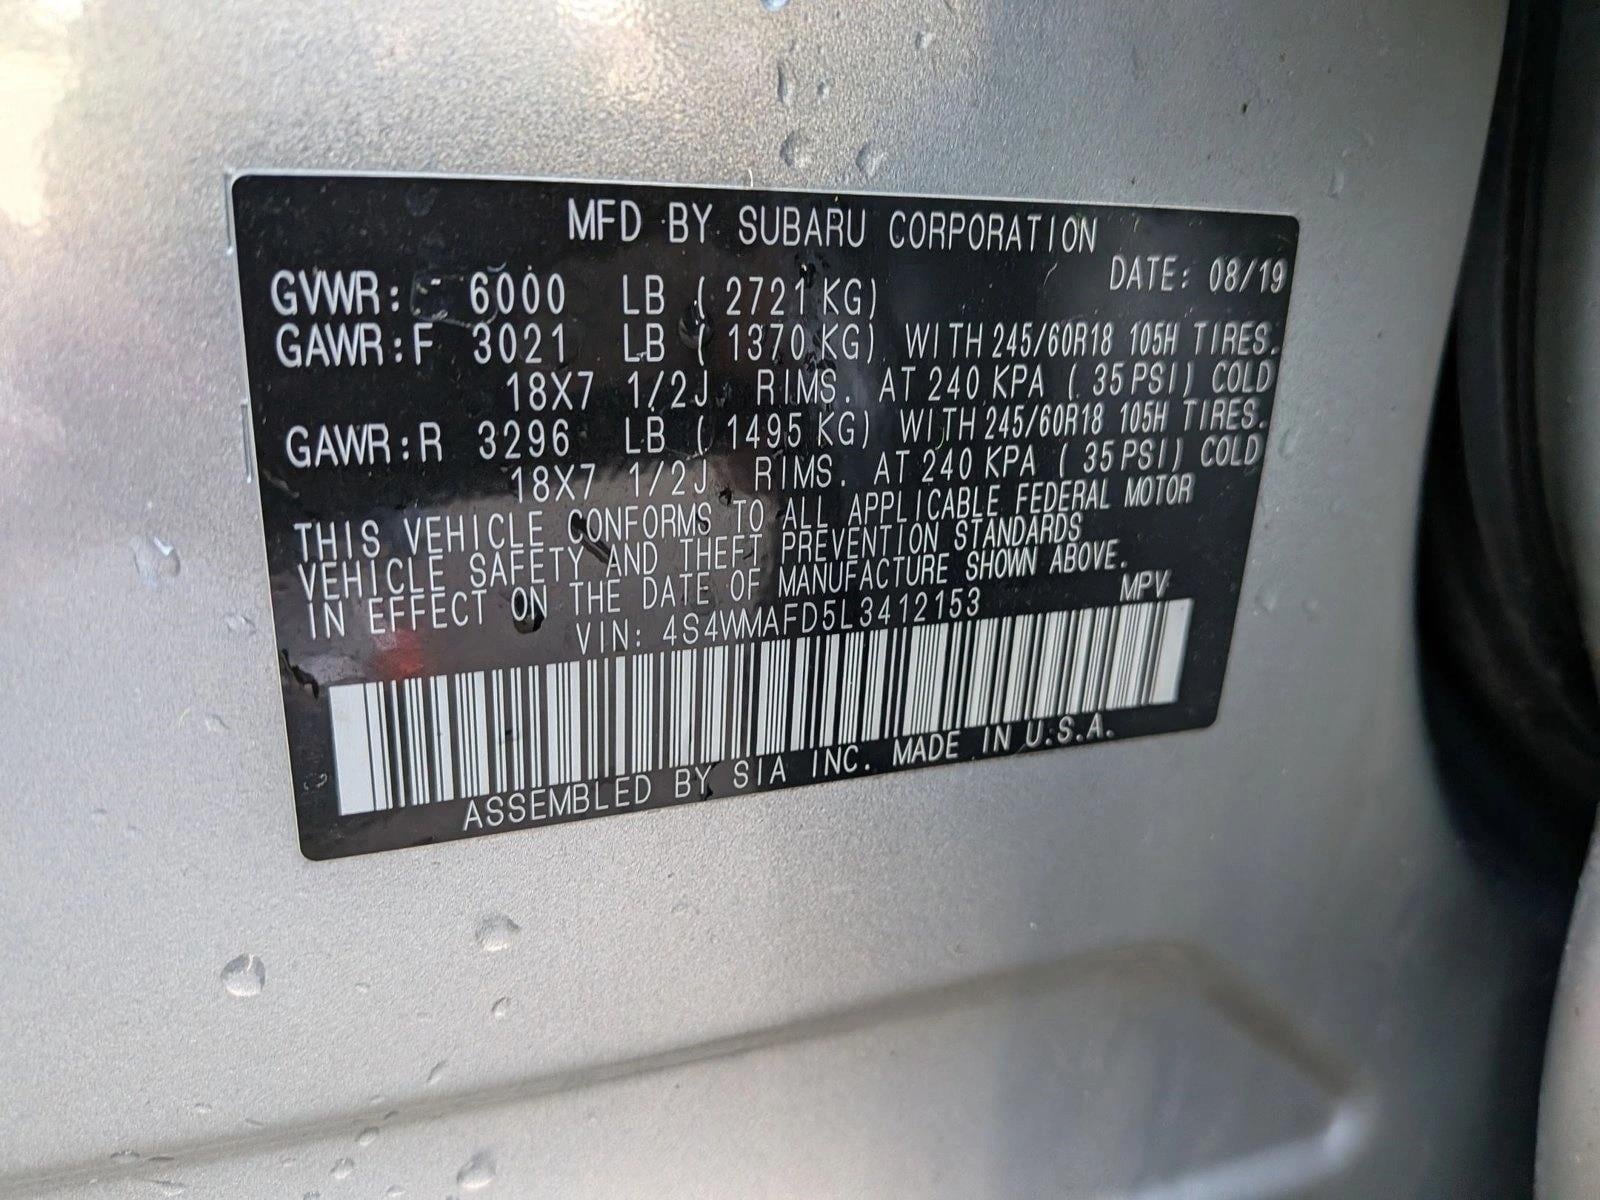 MFD BY SUBARU CORPORATION
DATE: 08/19
GVWR: 6000 LB ( 2721 KG)
GAWR:F 3021 LB ( 1370 KG) WITH 245/60R18 105H TIRES.
18X7 1/2J RIMS. AT 240 KPA ( 35 PSI) COLD
GAWR:R 3296 LB ( 1495 KG) WITH 245/60R18 105H TIRES.
18X7 1/2J RIMS. AT 240 KPA ( 35 PSI) COLD
THIS VEHICLE CONFORMS TO ALL APPLICABLE FEDERAL MOTOR
VEHICLE SAFETY AND THEFT PREVENTION STANDARDS
IN EFFECT ON THE DATE OF MANUFACTURE SHOWN ABOVE.
VIN: 4S4WMAFD5L3412153 MPV
ASSEMBLED BY SIA INC. MADE IN U.S.A.